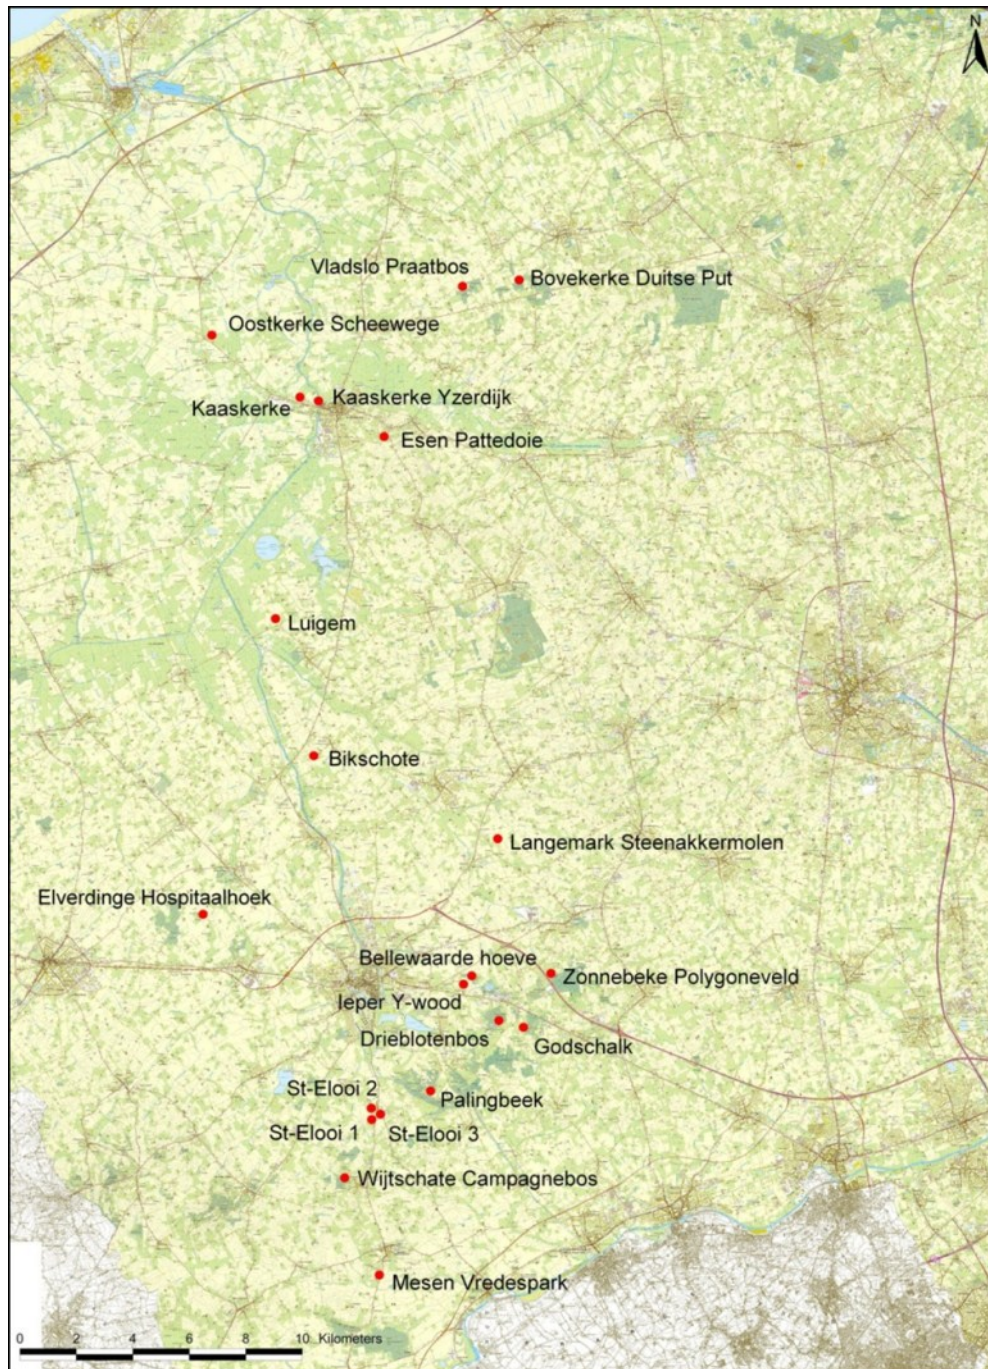 N
Vladslo Praatbos
Bovekerke Duitse Put
Oostkerke Scheewege
Kaaskerke
Kaaskerke Yzerdijk
Esen Pattedoie
Luigem
Bikschote
Langemark Steenakkermolen
Elverdinge Hospitaalhoek
Bellewaarde hoeve
Zonnebeke Polygoneveld
Ieper Y-wood
Drieblotenbos
Godschalk
St-Elooi 2
Palingbeek
St-Elooi 1
St-Elooi 3
Wijtschate Campagnebos
Mesen Vredespark
0 2 4 6 8 10 Kilometers